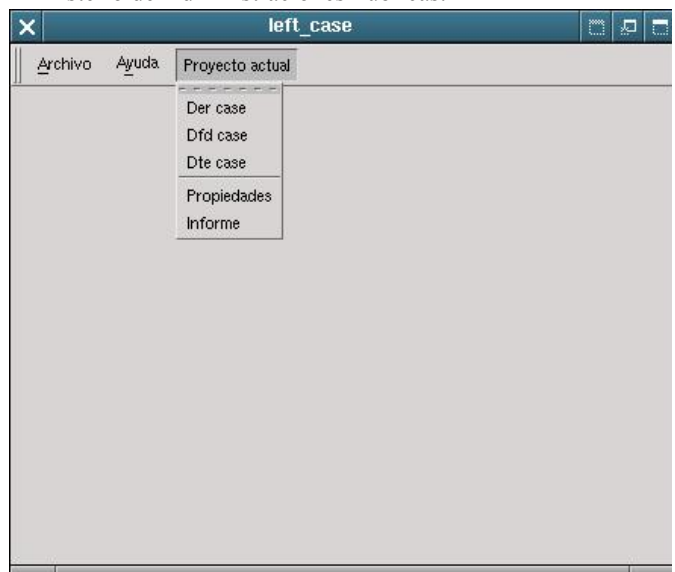 left_case
Archivo Ayuda Proyecto actual
Der case
Dfd case
Dte case
Propiedades
Informe